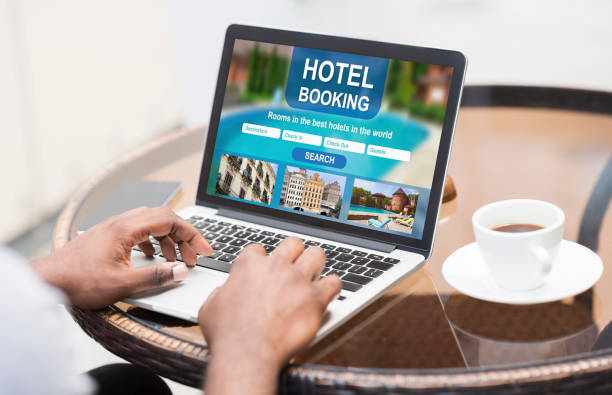 HOTEL
BOOKING
Rooms in the best hotels in the world
Destination Check In Check Out Guests
SEARCH